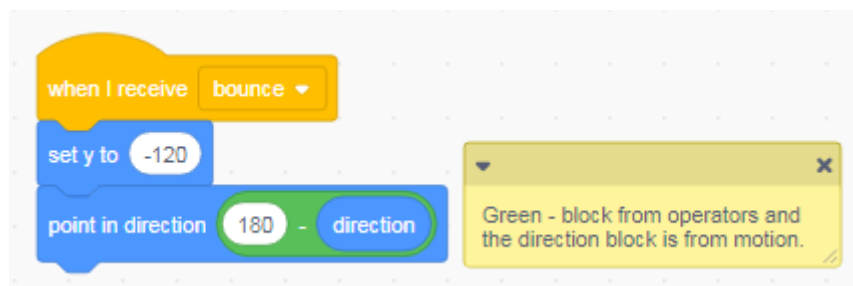 when I receive bounce
set y to -120
point in direction 180 - direction
Green - block from operators and
the direction block is from motion.